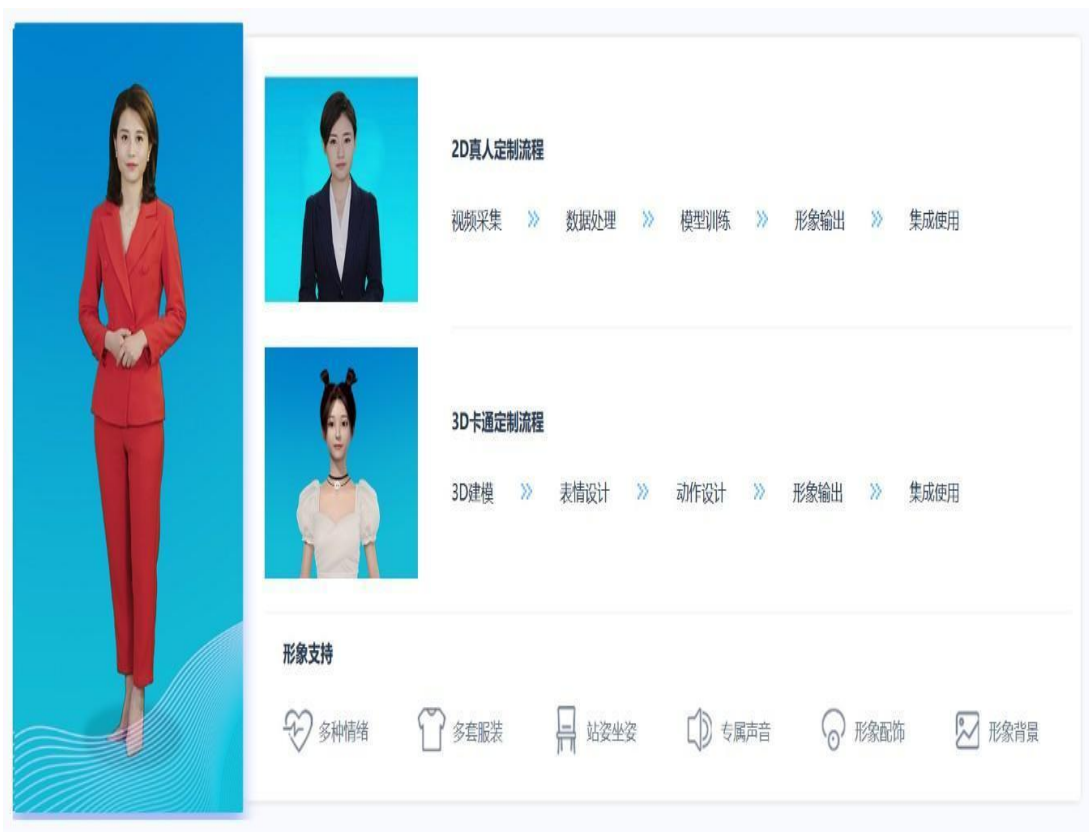 2D真人定制流程
视频采集 》 数据处理 》 模型训练 》 形象输出 》 集成使用
3D卡通定制流程
3D建模 》 表情设计 》 动作设计 》 形象输出 》 集成使用
形象支持
多种情绪 多套服装 站姿坐姿 专属声音 形象配饰 形象背景